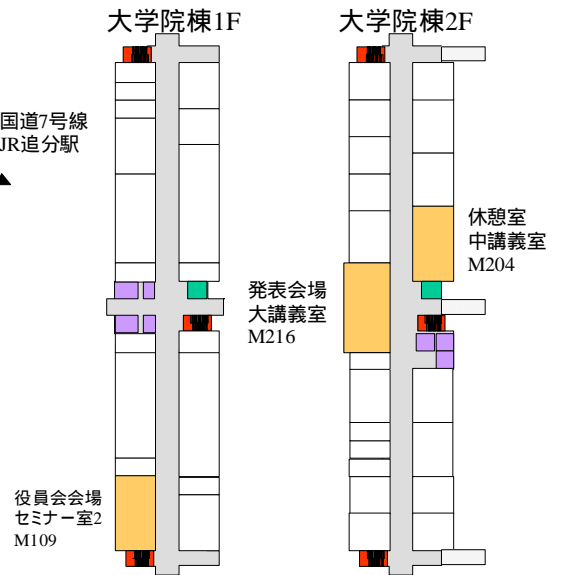 大学院棟1F
大学院棟2F
国道7号線
JR追分駅
休憩室
中講義室
M204
発表会場
大講義室
M216
役員会会場
セミナー室2
M109